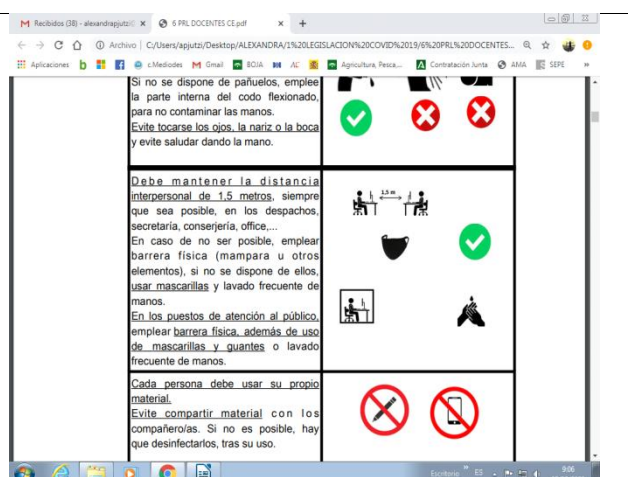 Recibidos (38) - alexandrapjutzi
6 PRL DOCENTES CE.pdf
Archivo | C:/Users/apjutzi/Desktop/ALEXANDRA/1%20LEGISLACION%20COVID%2019/6%20PRL%20DOCENTES...
Aplicaciones c.Mediodes Gmail BOJA Agricultura, Pesca... Contratación Junta AMA SEPE »
Si no se dispone de pañuelos, emplee
la parte interna del codo flexionado,
para no contaminar las manos.
Evite tocarse los ojos, la nariz o la boca
y evite saludar dando la mano.
Debe mantener la distancia
interpersonal de 1,5 metros, siempre
que sea posible, en los despachos,
secretaría, conserjería, office,...
En caso de no ser posible, emplear
barrera física (mampara u otros
elementos), si no se dispone de ellos,
usar mascarillas y lavado frecuente de
manos.
En los puestos de atención al público,
emplear barrera física, además de uso
de mascarillas y guantes o lavado
frecuente de manos.
1,5 m
Cada persona debe usar su propio
material.
Evite compartir material con los
compañero/as. Si no es posible, hay
que desinfectarlos, tras su uso.
Escritorio » ES 9:06